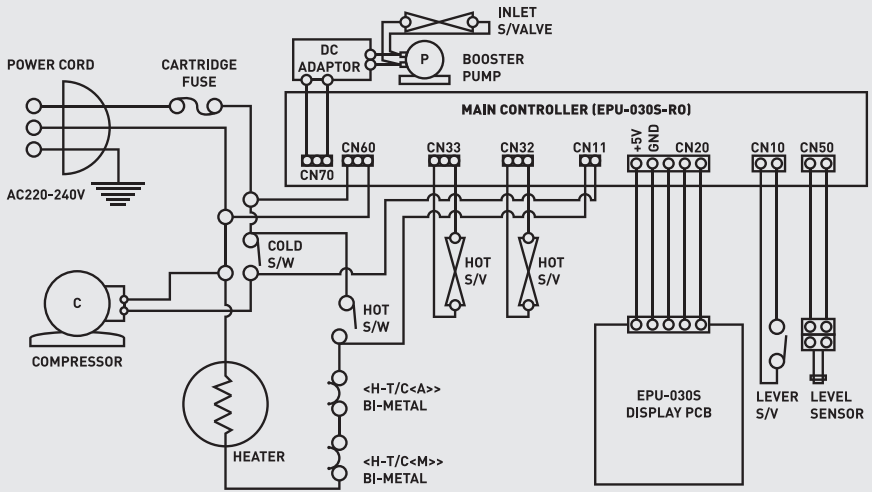 INLET
S/VALVE
DC
ADAPTOR
P
BOOSTER
PUMP
POWER CORD
CARTRIDGE
FUSE
AC220-240V
MAIN CONTROLLER (EPU-030S-RO)
CN70
CN60
CN33
CN32
CN11
+5V
GND
CN20
CN10
CN50
COLD
S/W
HOT
S/W
HOT
S/V
HOT
S/V
C
COMPRESSOR
HEATER
<H-T/C<A>>
BI-METAL
<H-T/C<M>>
BI-METAL
EPU-030S
DISPLAY PCB
LEVER
S/V
LEVEL
SENSOR